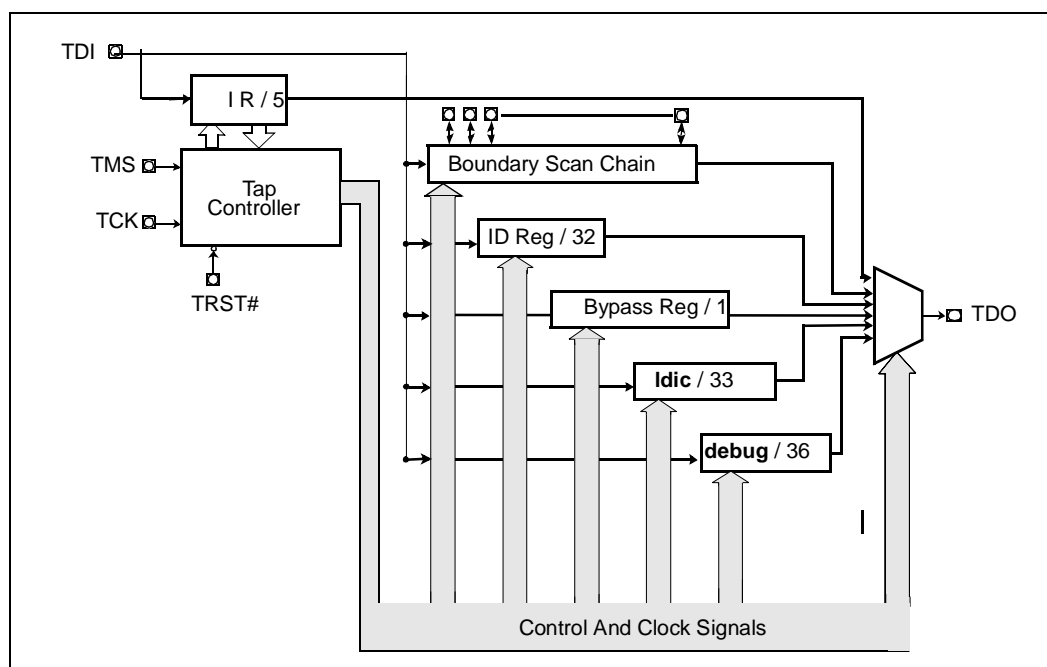 TDI
I R / 5
TMS
Tap
Controller
TCK
TRST#
Boundary Scan Chain
ID Reg / 32
Bypass Reg / 1
ldic / 33
debug / 36
TDO
Control And Clock Signals